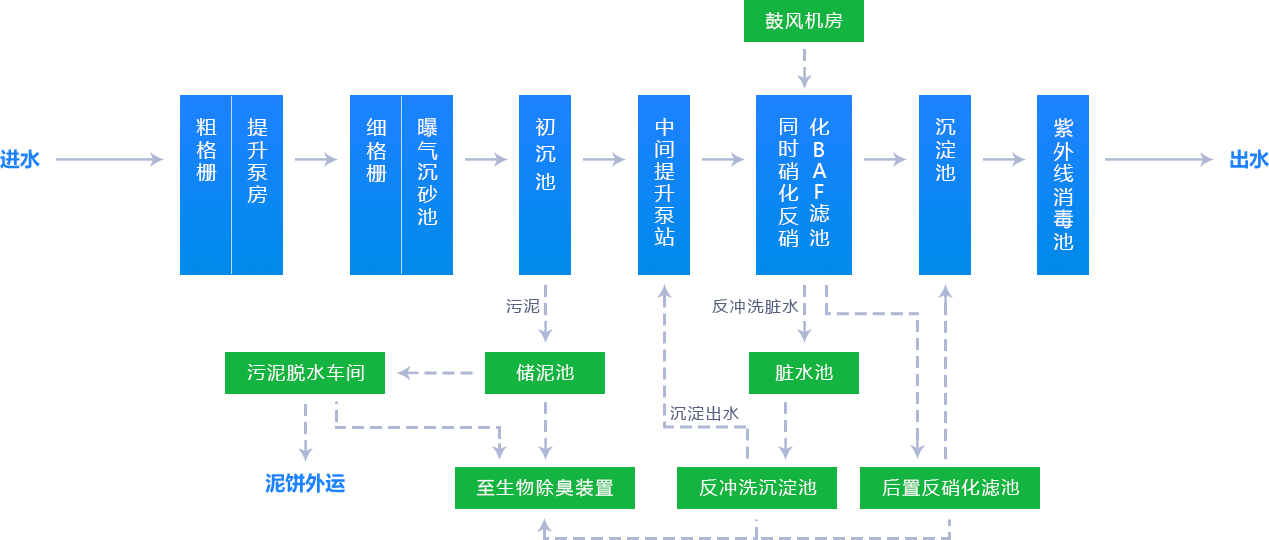 鼓风机房
进水
粗格栅
提升泵房
细格栅
曝气沉砂池
初沉池
中间提升泵站
同时硝化反硝
化BAF滤池
沉淀池
紫外线消毒池
出水
污泥
反冲洗脏水
污泥脱水车间
储泥池
脏水池
沉淀出水
泥饼外运
至生物除臭装置
反冲洗沉淀池
后置反硝化滤池